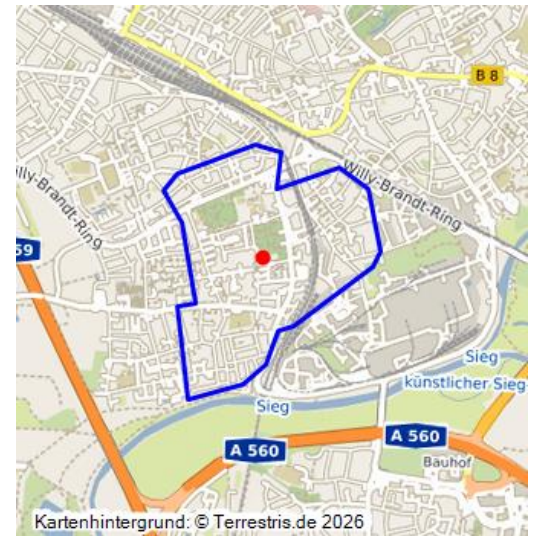 B 8
Willy-Brandt-Ring
illy-Brandt-Ring
59
Sieg
künstlicher Sieg
Sieg
A 560
A 560
Bauhof
Kartenhintergrund: © Terrestris.de 2026